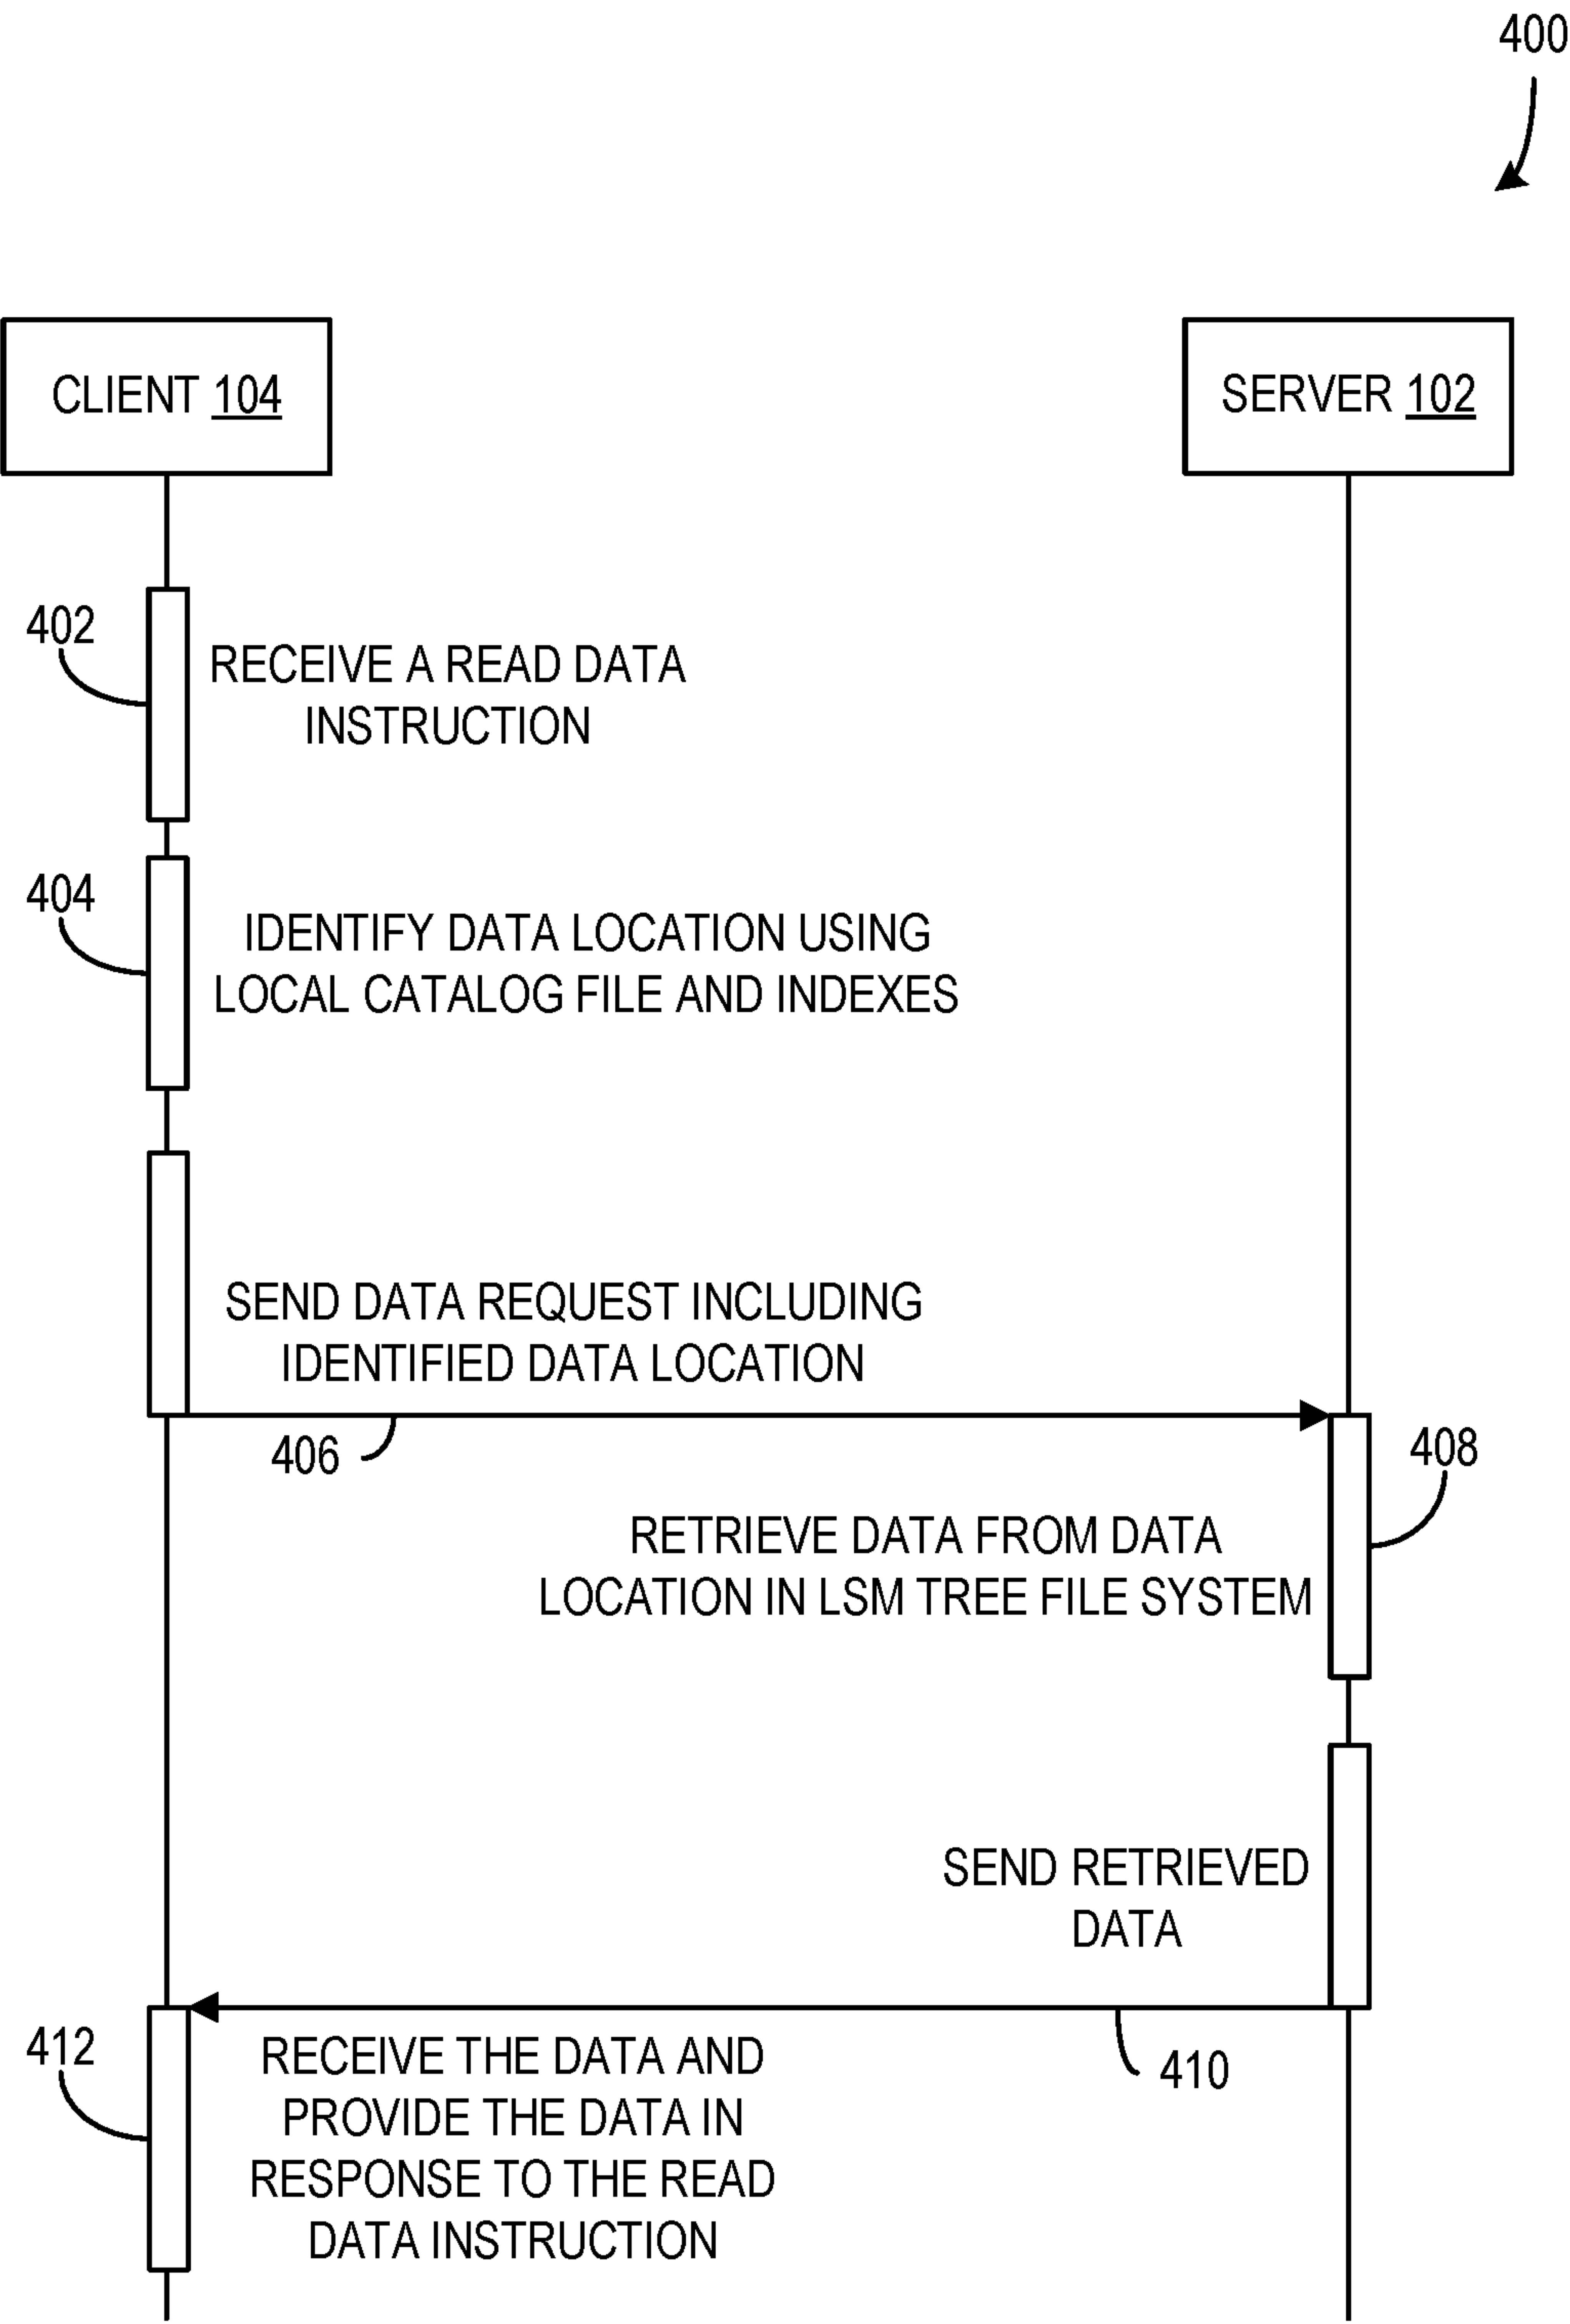 400
CLIENT 104
SERVER 102
402
RECEIVE A READ DATA
INSTRUCTION
404
IDENTIFY DATA LOCATION USING
LOCAL CATALOG FILE AND INDEXES
SEND DATA REQUEST INCLUDING
IDENTIFIED DATA LOCATION
406
408
RETRIEVE DATA FROM DATA
LOCATION IN LSM TREE FILE SYSTEM
SEND RETRIEVED
DATA
410
412
RECEIVE THE DATA AND
PROVIDE THE DATA IN
RESPONSE TO THE READ
DATA INSTRUCTION